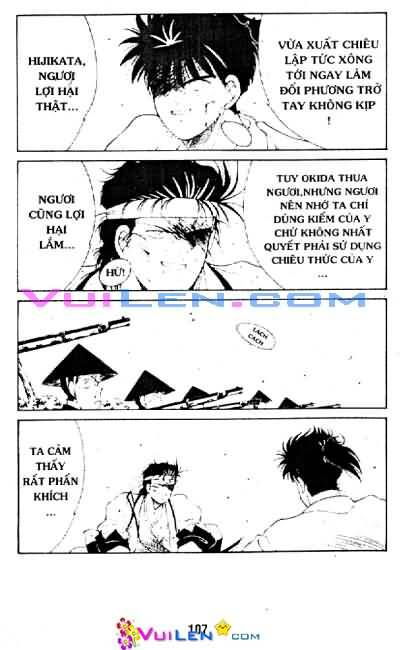 HIJIKATA,
NGƯƠI
LỢI HẠI
THẬT...
VỪA XUẤT CHIÊU
LẬP TỨC XÔNG
TỚI NGAY LÀM
ĐỐI PHƯƠNG TRỞ
TAY KHÔNG KỊP
!
NGƯƠI
CŨNG LỢI
HẠI
LẮM...
HỪ!
TUY OKIDA THUA
NGƯƠI,NHƯNG NGƯƠI
NÊN NHỚ TA CHỈ
DÙNG KIẾM CỦA Y
CHỨ KHÔNG NHẤT
QUYẾT PHẢI SỬ DỤNG
CHIÊU THỨC CỦA Y
...
VuiLen.com
LẠCH
CẠCH
TA CẢM
THẤY
RẤT PHẤN
KHÍCH
...
107
VuiLen